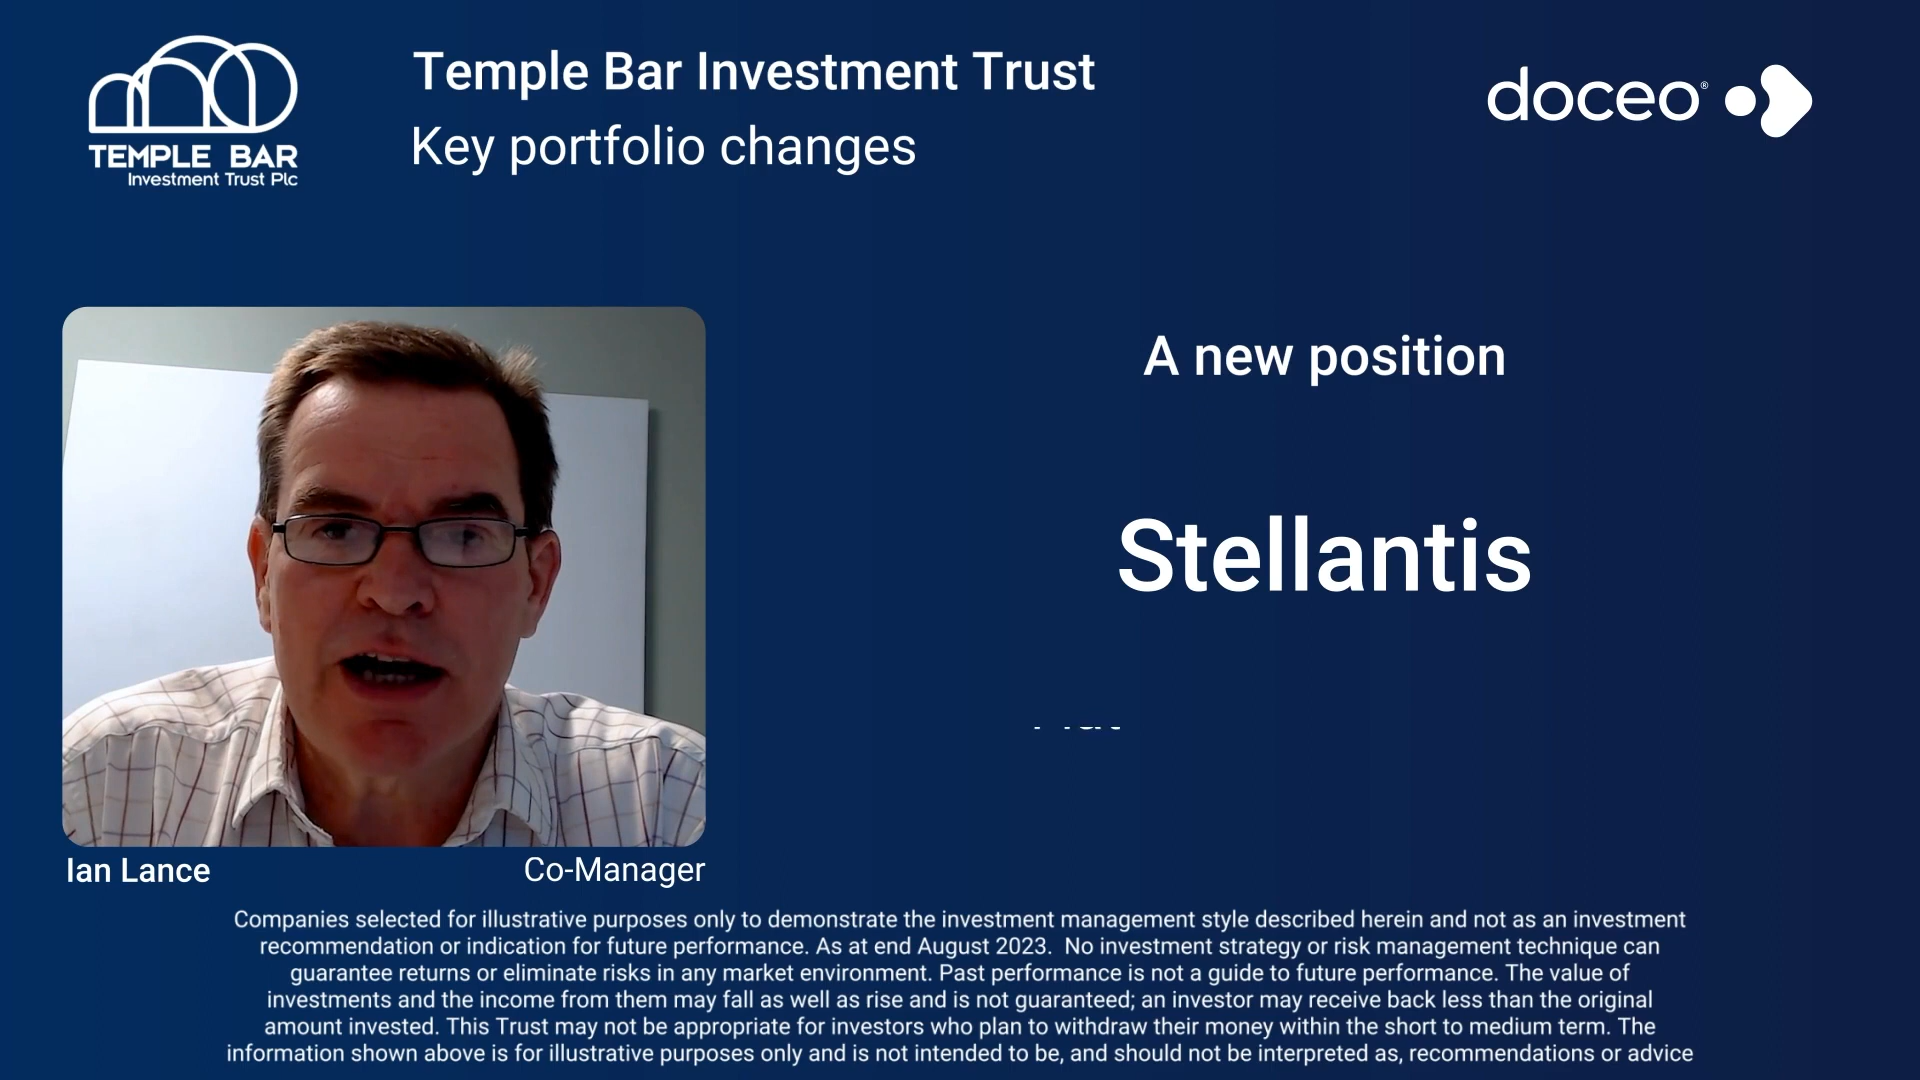 TEMPLE BAR
Investment Trust Plc
Temple Bar Investment Trust
Key portfolio changes
doceo®
A new position
Stellantis
Ian Lance
Co-Manager
Companies selected for illustrative purposes only to demonstrate the investment management style described herein and not as an investment
recommendation or indication for future performance. As at end August 2023.  No investment strategy or risk management technique can
guarantee returns or eliminate risks in any market environment. Past performance is not a guide to future performance. The value of
investments and the income from them may fall as well as rise and is not guaranteed; an investor may receive back less than the original
amount invested. This Trust may not be appropriate for investors who plan to withdraw their money within the short to medium term. The
information shown above is for illustrative purposes only and is not intended to be, and should not be interpreted as, recommendations or advice